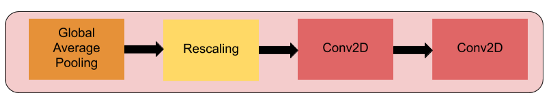 Global
Average
Pooling
Rescaling
Conv2D
Conv2D